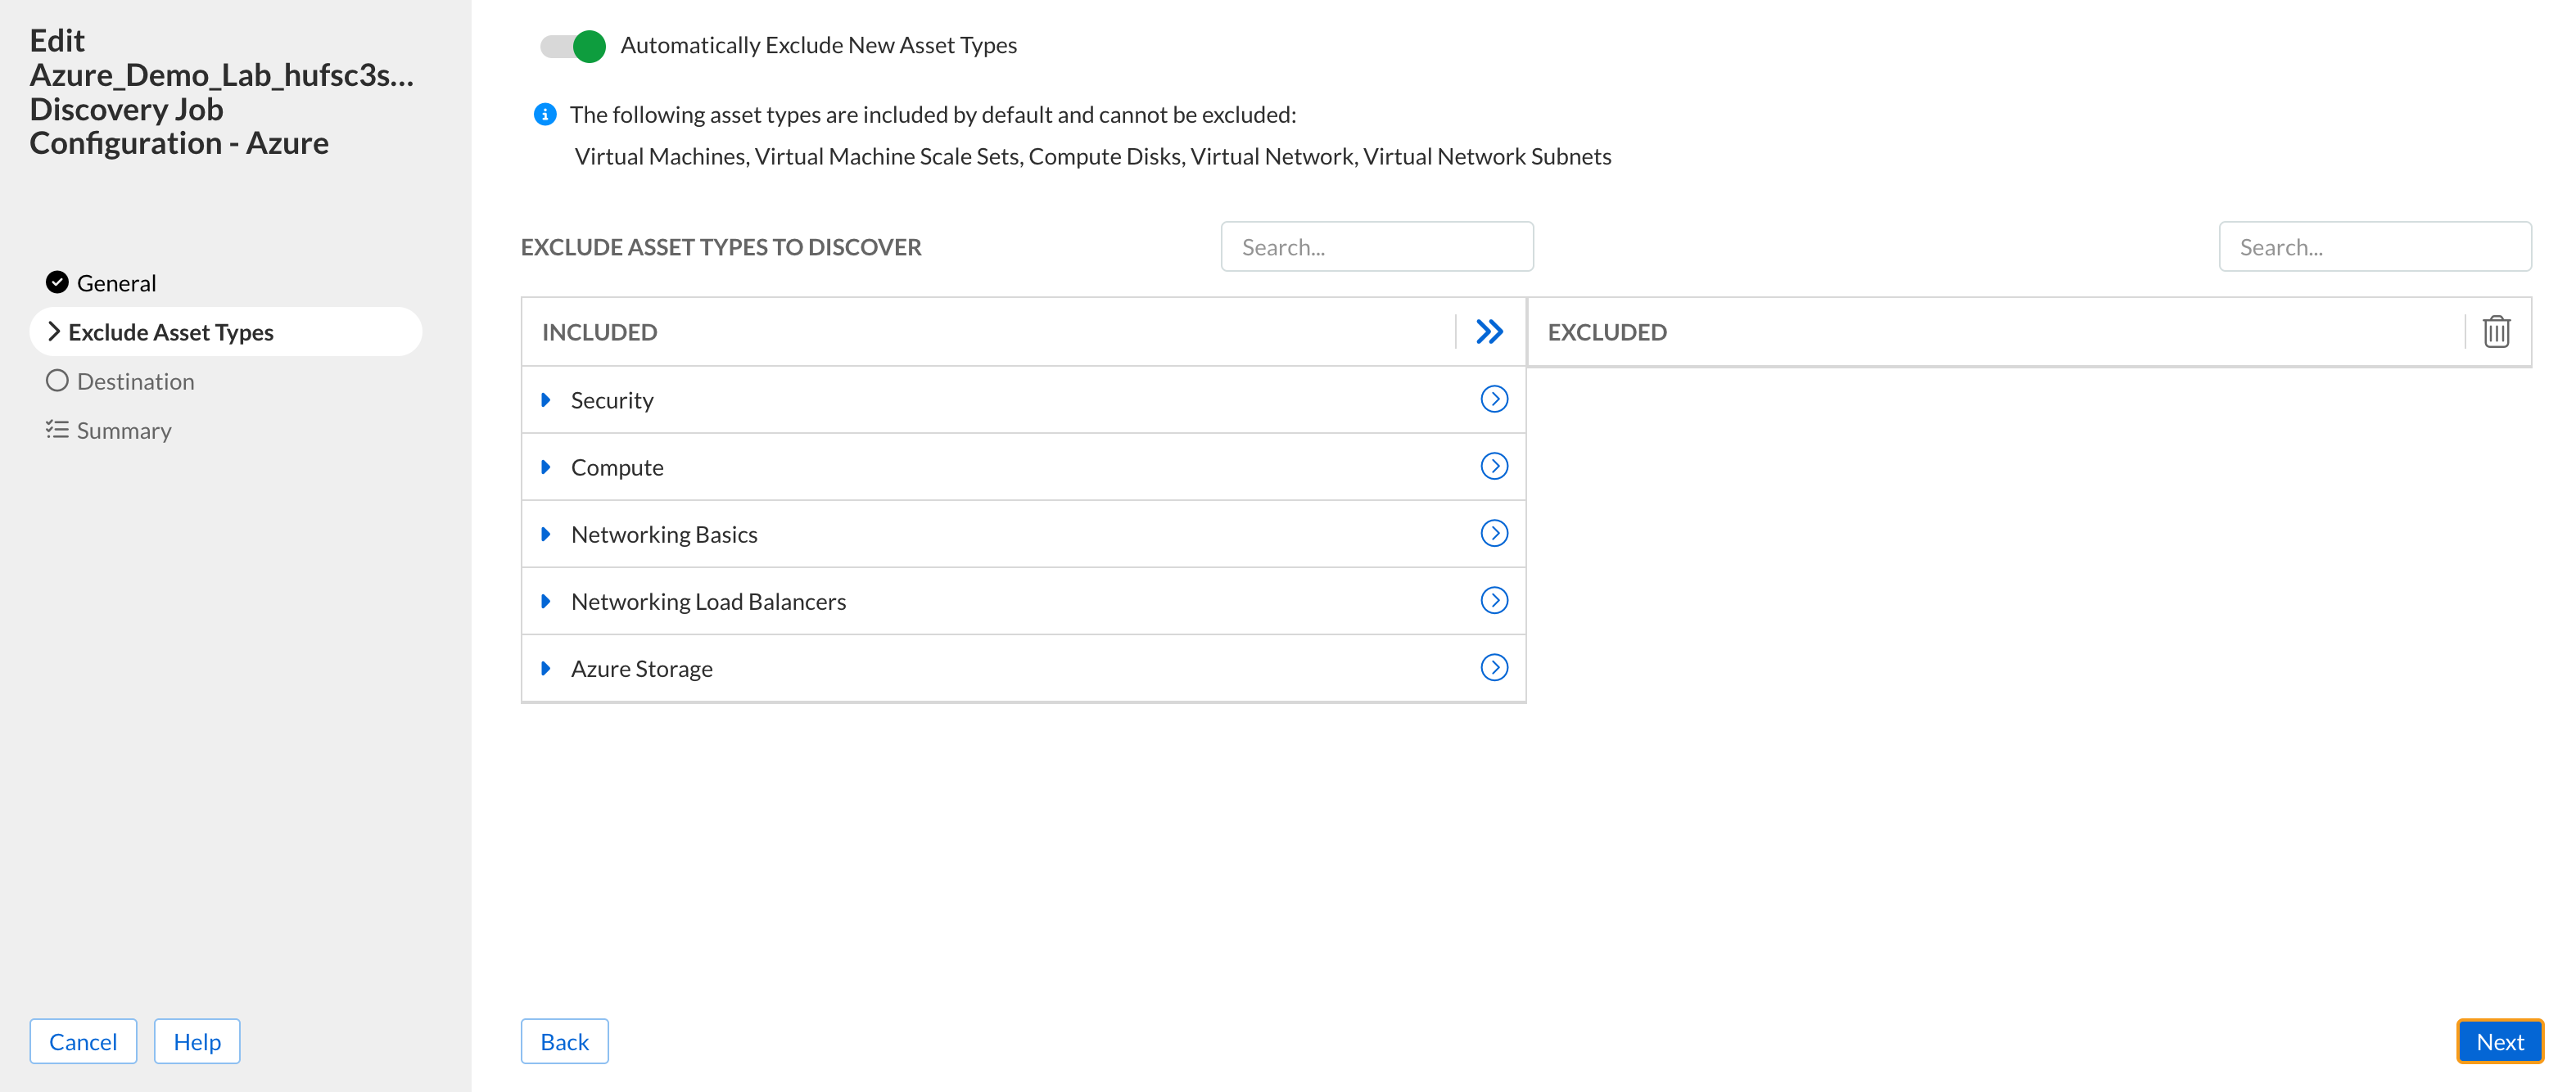 Edit
Azure_Demo_Lab_hufsc3s...
Discovery Job
Configuration - Azure
General
Exclude Asset Types
Destination
Summary
Cancel
Help
Automatically Exclude New Asset Types
The following asset types are included by default and cannot be excluded:
Virtual Machines, Virtual Machine Scale Sets, Compute Disks, Virtual Network, Virtual Network Subnets
EXCLUDE ASSET TYPES TO DISCOVER
Search...
Search...
INCLUDED
EXCLUDED
Security
Compute
Networking Basics
Networking Load Balancers
Azure Storage
Back
Next